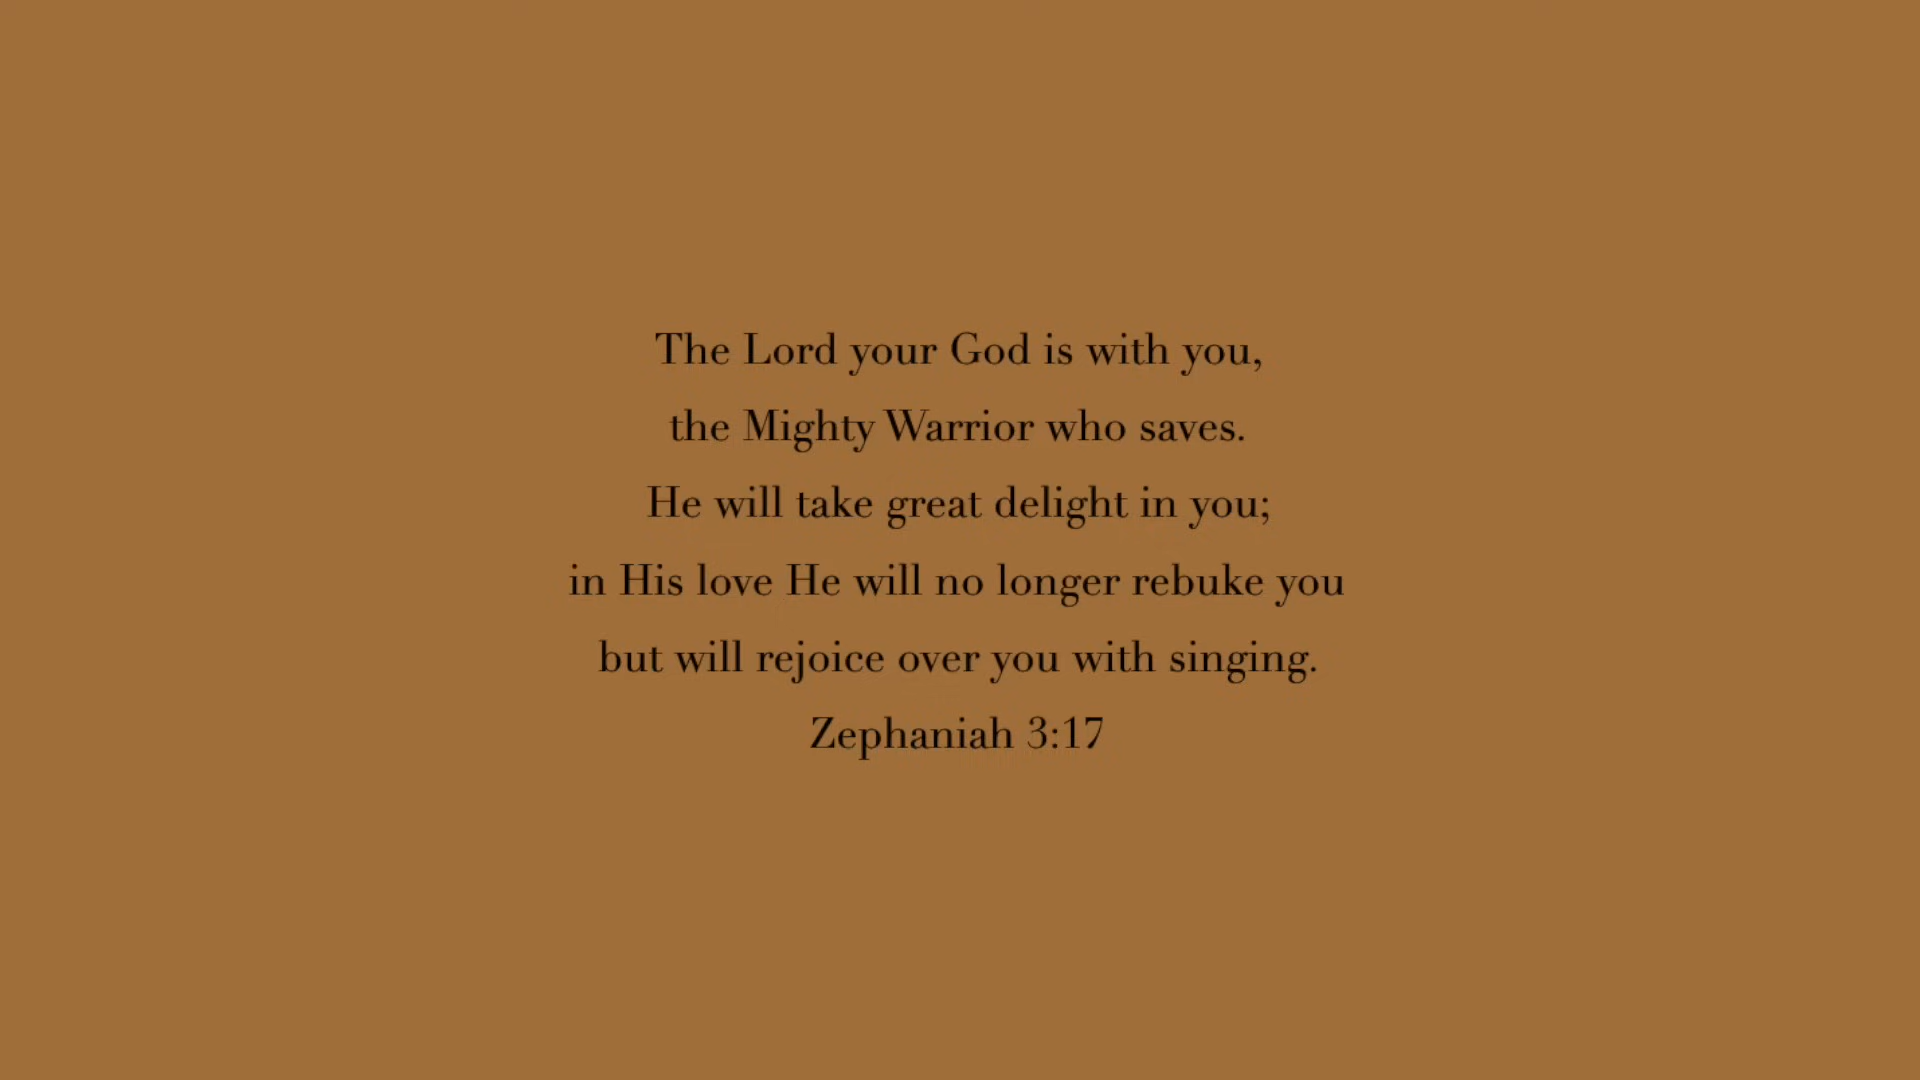 The Lord your God is with you,
the Mighty Warrior who saves.
He will take great delight in you;
in His love He will no longer rebuke you
but will rejoice over you with singing.
Zephaniah 3:17